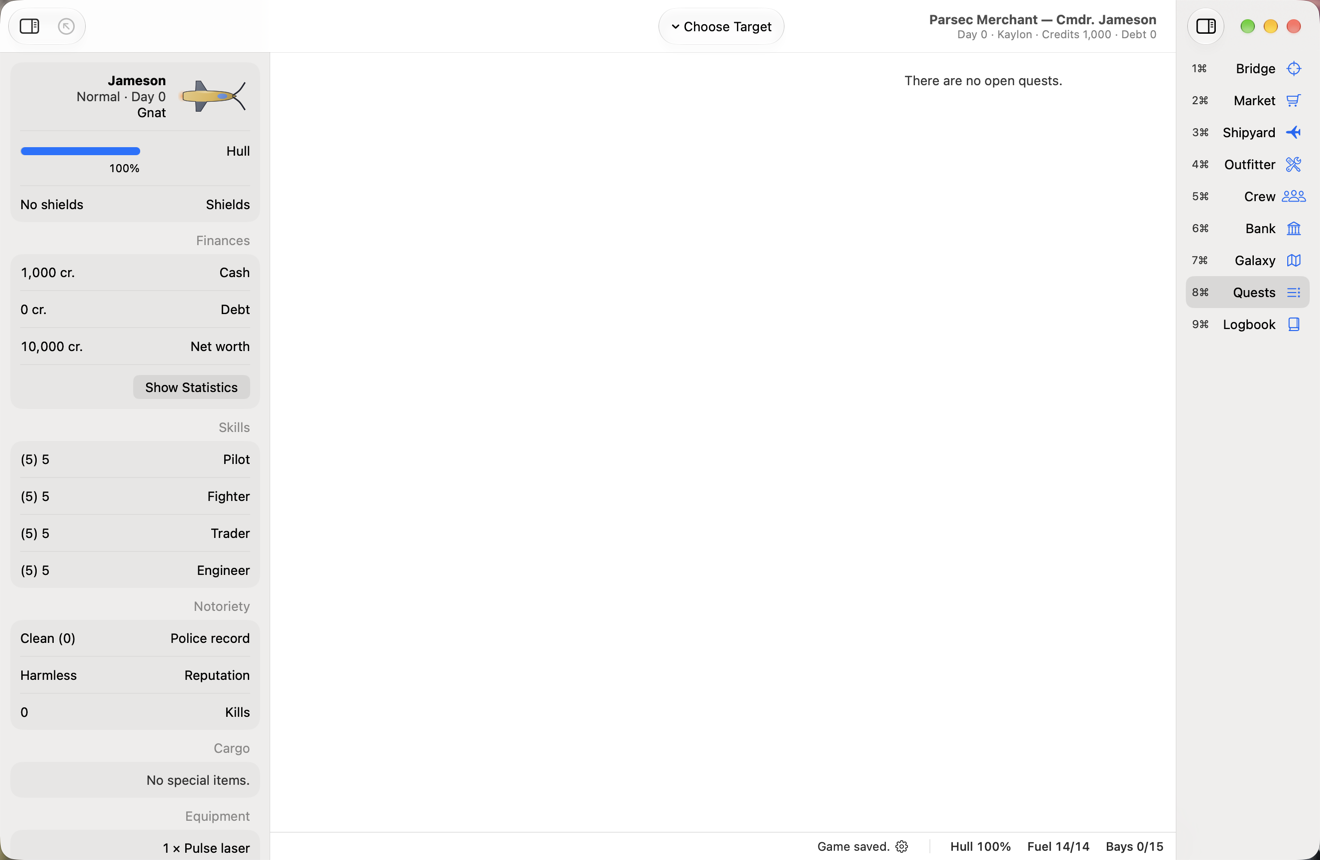 Choose Target
Parsec Merchant — Cmdr. Jameson
Day 0 · Kaylon · Credits 1,000 · Debt 0
Bridge 1⌘
Market 2⌘
Shipyard 3⌘
Outfitter 4⌘
Crew 5⌘
Bank 6⌘
Galaxy 7⌘
Quests 8⌘
Logbook 9⌘
There are no open quests.
Jameson
Normal · Day 0
Gnat
Hull
100%
Shields No shields
Finances
Cash 1,000 cr.
Debt 0 cr.
Net worth 10,000 cr.
Show Statistics
Skills
Pilot (5) 5
Fighter (5) 5
Trader (5) 5
Engineer (5) 5
Notoriety
Police record Clean (0)
Reputation Harmless
Kills 0
Cargo
No special items.
Equipment
1 × Pulse laser
Game saved.
Hull 100% Fuel 14/14 Bays 0/15